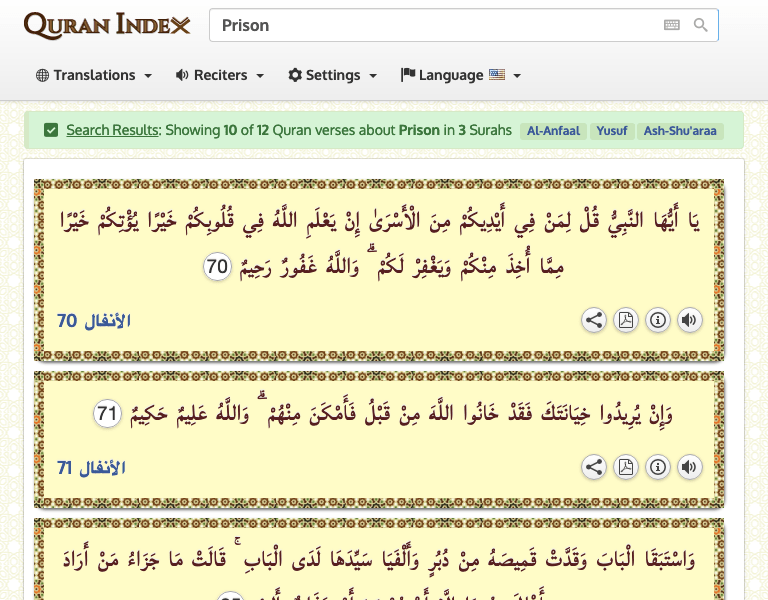 QURAN INDEX
Prison
Translations
Reciters
Settings
Language
Search Results: Showing 10 of 12 Quran verses about Prison in 3 Surahs Al-Anfaal Yusuf Ash-Shu'araa
يَا أَيُّهَا النَّبِيُّ قُلْ لِمَنْ فِي أَيْدِيكُمْ مِنَ الْأَسْرَىٰ إِنْ يَعْلَمِ اللَّهُ فِي قُلُوبِكُمْ خَيْرًا يُؤْتِكُمْ خَيْرًا
مِمَّا أُخِذَ مِنْكُمْ وَيَغْفِرْ لَكُمْ ۗ وَاللَّهُ غَفُورٌ رَحِيمٌ 70
الأنفال 70
وَإِنْ يُرِيدُوا خِيَانَتَكَ فَقَدْ خَانُوا اللَّهَ مِنْ قَبْلُ فَأَمْكَنَ مِنْهُمْ ۗ وَاللَّهُ عَلِيمٌ حَكِيمٌ 71
الأنفال 71
وَاسْتَبَقَا الْبَابَ وَقَدَّتْ قَمِيصَهُ مِنْ دُبُرٍ وَأَلْفَيَا سَيِّدَهَا لَدَى الْبَابِ ۚ قَالَتْ مَا جَزَاءُ مَنْ أَرَادَ